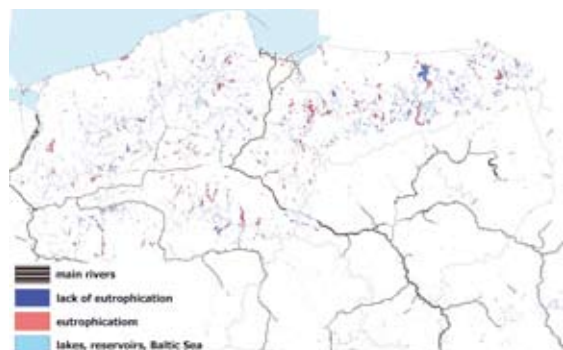 main rivers
lack of eutrophication
eutrophicatiom
lakes, reservoirs, Baltic Sea